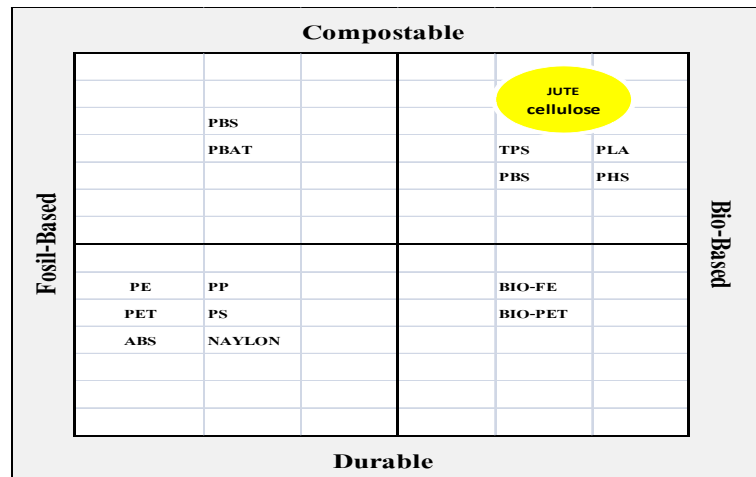 Compostable
JUTE
cellulose
PBS
PBAT
TPS PLA
PBS PHS
Fosil-Based
Bio-Based
PE PP
PET PS
ABS NAYLON
BIO-FE
BIO-PET
Durable